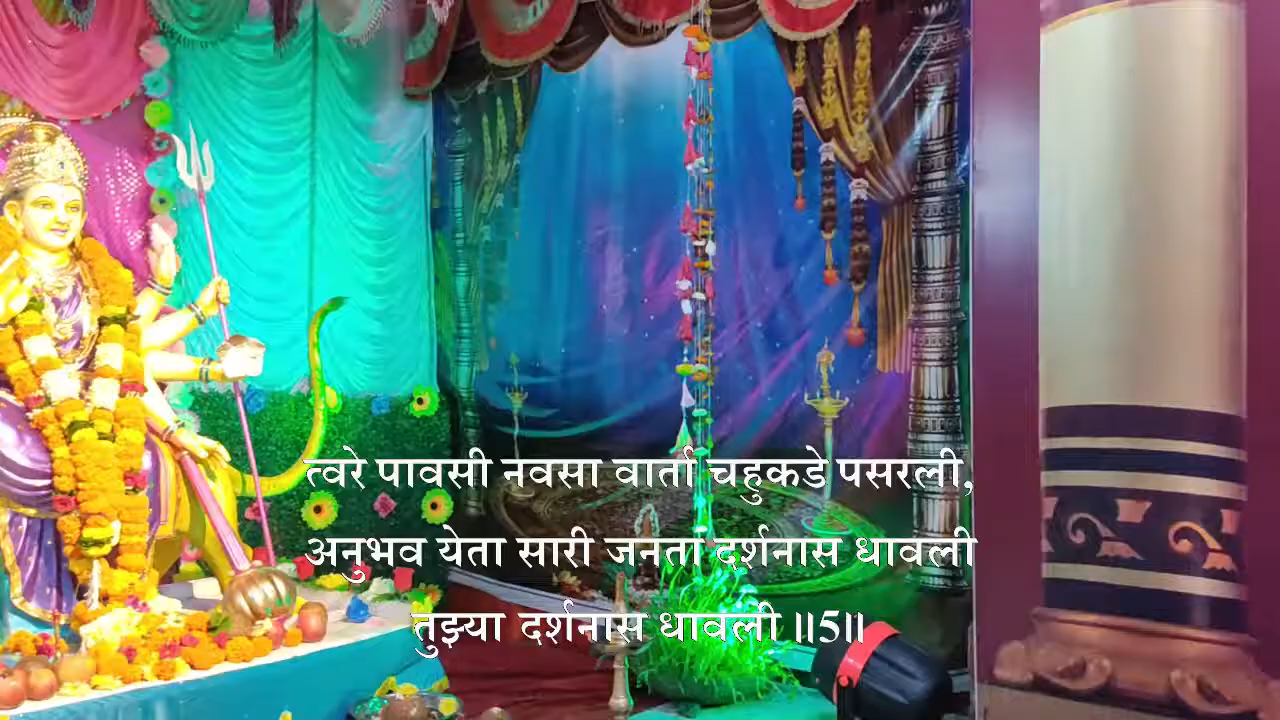 त्वरे पावसी नवसा वार्ता चहुकडे पसरली,
अनुभव येता सारी जनता दर्शनास धावली
तुझ्या दर्शनास धावली ॥5॥